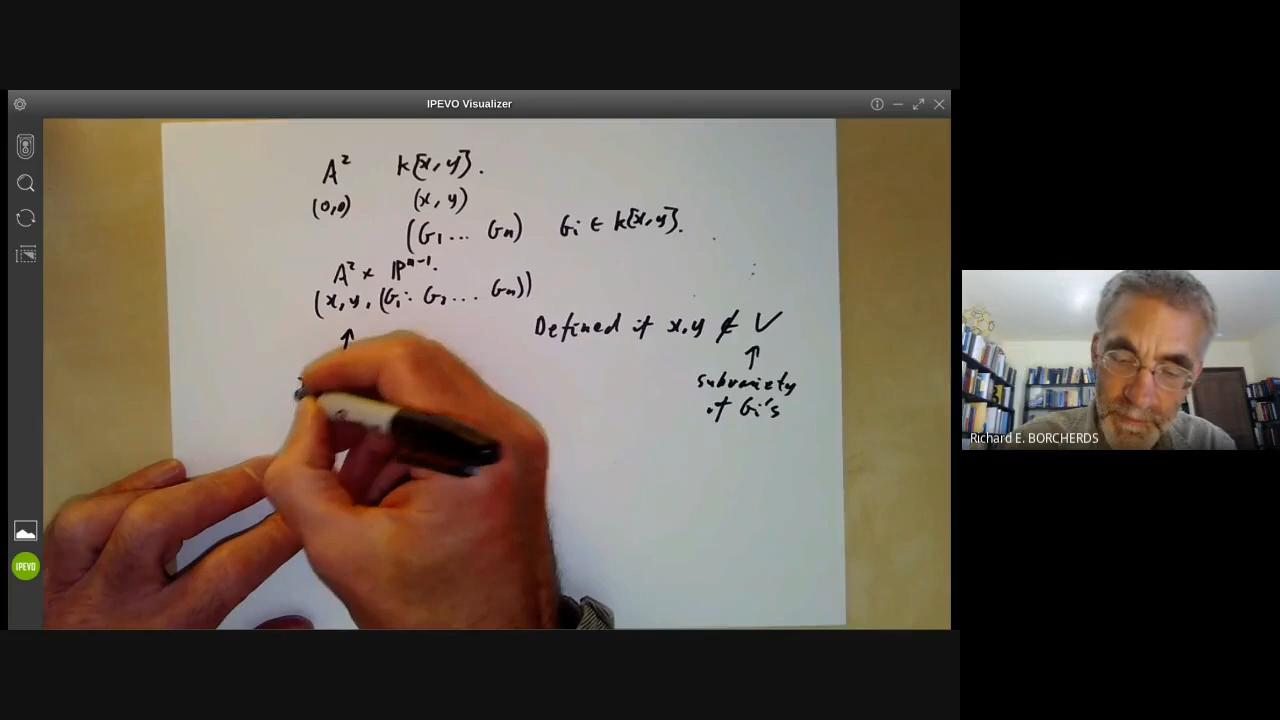 IPEVO Visualizer
A² k[x,y].
(0,0) (x,y)
(G₁ ... Gₙ) Gi ∈ k[x,y].
A² × ℙⁿ⁻¹.
(x,y,(G₁: G₂ ... Gₙ))
Defined if x,y ∉ V
↑ ↑
subvariety
of Gi's
Richard E. BORCHERDS
IPEVO